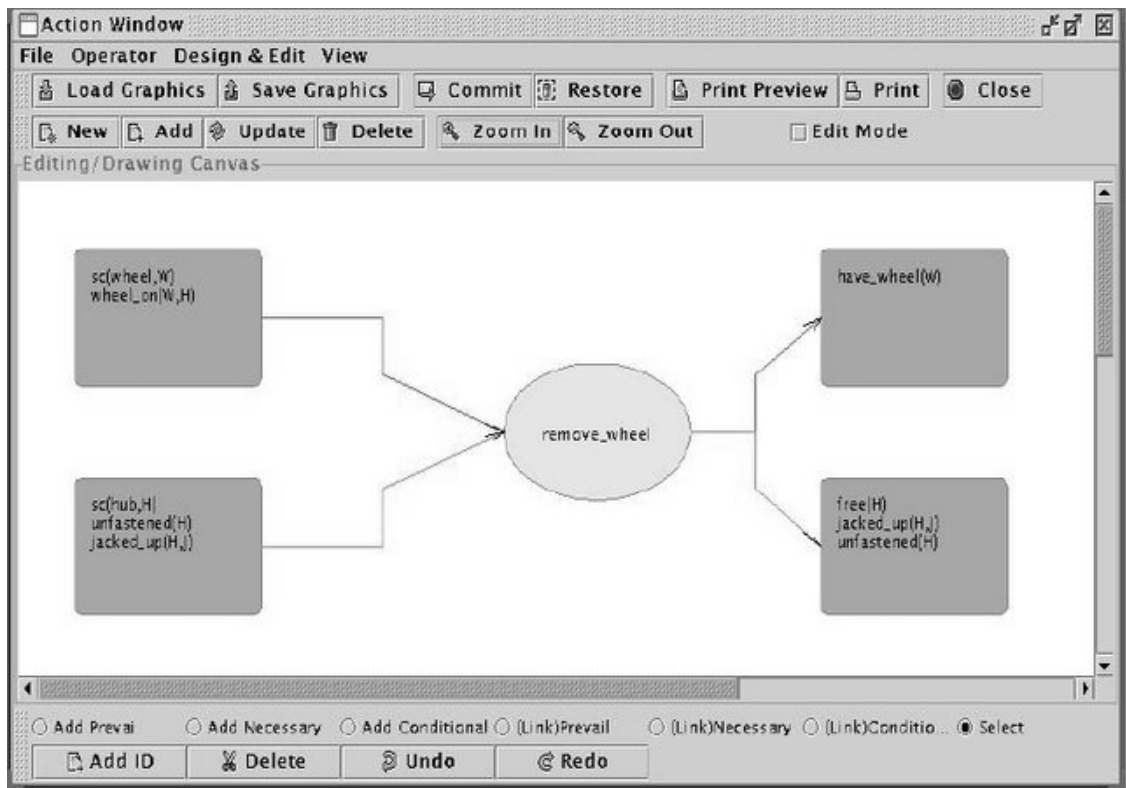 Action Window
File Operator Design & Edit View
Load Graphics Save Graphics Commit Restore Print Preview Print Close
New Add Update Delete Zoom In Zoom Out Edit Mode
Editing/Drawing Canvas
sc(wheel,W)
wheel_on(W,H)
have_wheel(W)
remove_wheel
sc(hub,H)
unfastened(H)
jacked_up(H,J)
free(H)
jacked_up(H,J)
unfastened(H)
Add Prevai Add Necessary Add Conditional (Link)Prevail (Link)Necessary (Link)Conditio... Select
Add ID Delete Undo Redo